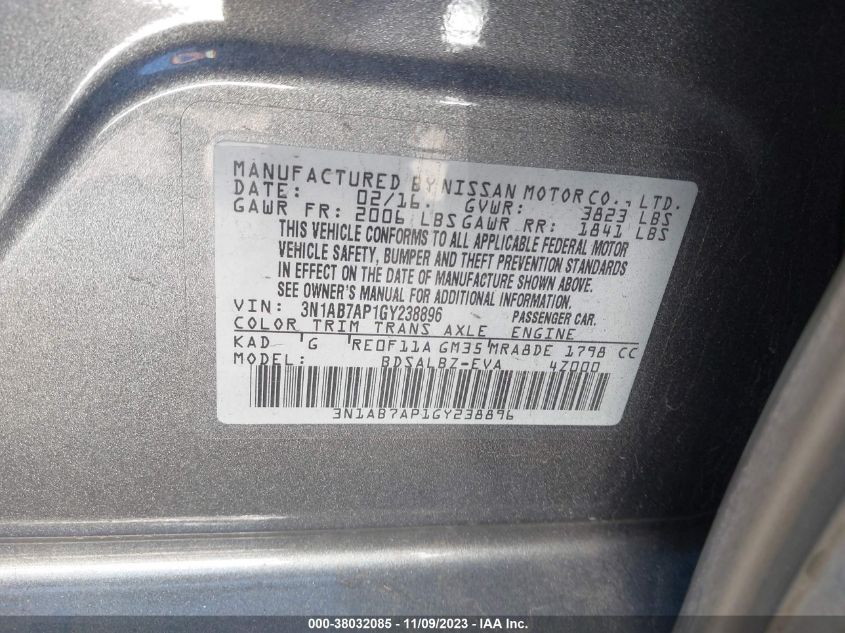 MANUFACTURED BY NISSAN MOTOR CO., LTD.
DATE: 02/16. GVWR: 3823 LBS
GAWR FR: 2006 LBS GAWR RR: 1841 LBS
THIS VEHICLE CONFORMS TO ALL APPLICABLE FEDERAL MOTOR
VEHICLE SAFETY, BUMPER AND THEFT PREVENTION STANDARDS
IN EFFECT ON THE DATE OF MANUFACTURE SHOWN ABOVE.
SEE OWNER'S MANUAL FOR ADDITIONAL INFORMATION.
VIN: 3N1AB7AP1GY238896 PASSENGER CAR.
COLOR TRIM TRANS AXLE ENGINE
KAD G RE0F11A GM35 MRA8DE 1798 CC
MODEL: BDSALBZ-EVA 4Z000
3N1AB7AP1GY238896
000-38032085 - 11/09/2023 - IAA, Inc.